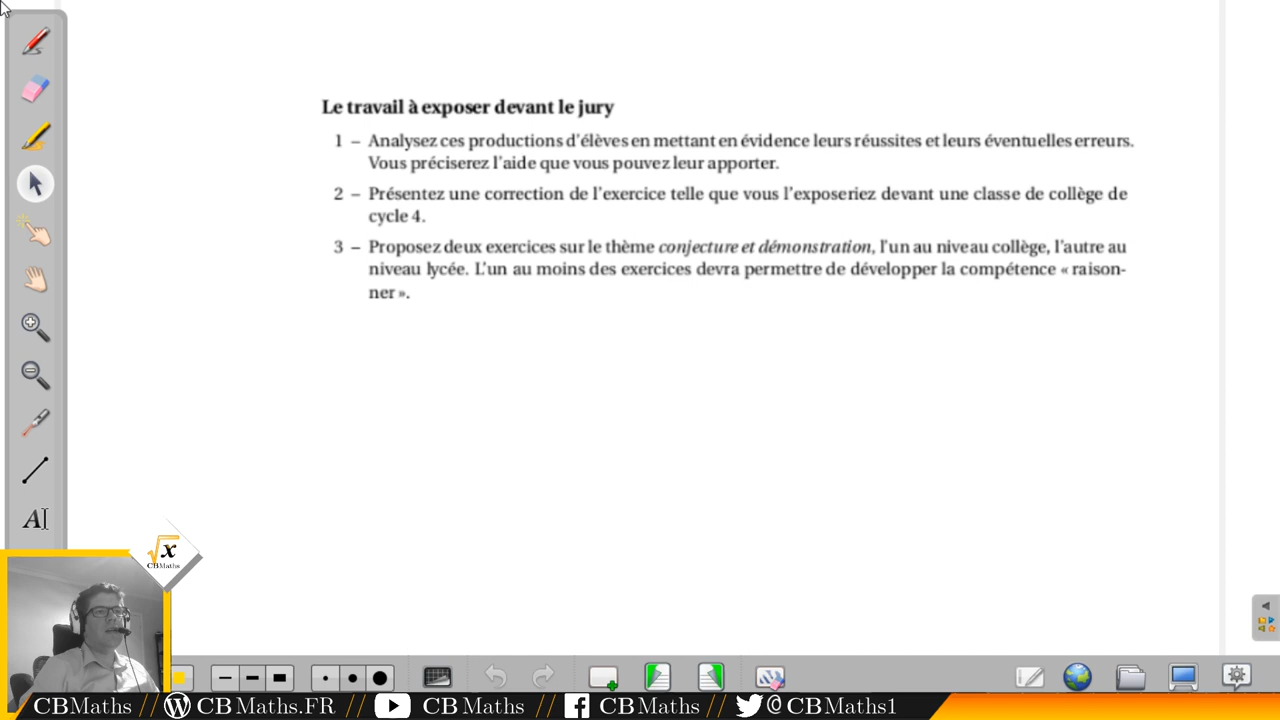 Le travail à exposer devant le jury
1 – Analysez ces productions d'élèves en mettant en évidence leurs réussites et leurs éventuelles erreurs.
Vous préciserez l'aide que vous pouvez leur apporter.
2 – Présentez une correction de l'exercice telle que vous l'exposeriez devant une classe de collège de
cycle 4.
3 – Proposez deux exercices sur le thème conjecture et démonstration, l'un au niveau collège, l'autre au
niveau lycée. L'un au moins des exercices devra permettre de développer la compétence « raison-
ner ».
A
√x
CBMaths
CBMaths // CBMaths.FR // CBMaths // CBMaths // @CBMaths1